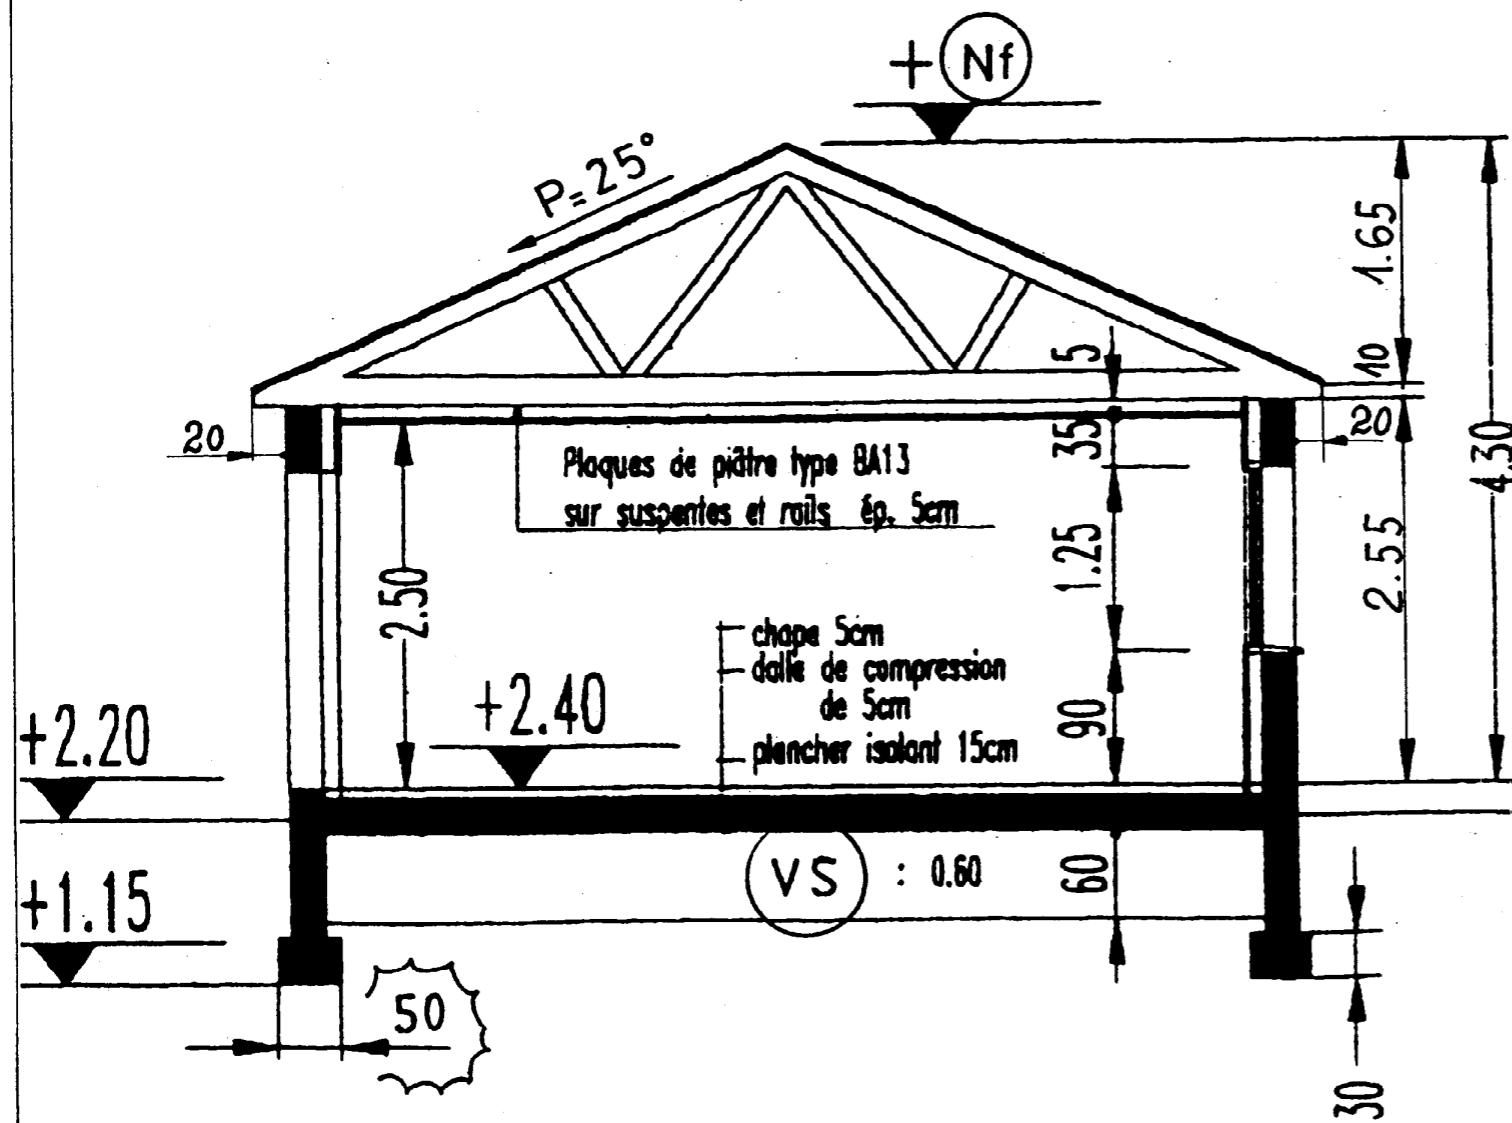 + Nf
P=25°
1.65
5
10
20
20
35
4.30
Plaques de plâtre type BA13
sur suspentes et rails ép. 5cm
1.25
2.55
2.50
chape 5cm
dalle de compression
de 5cm
plancher isolant 15cm
+2.40
90
+2.20
VS : 0.60
60
+1.15
50
30